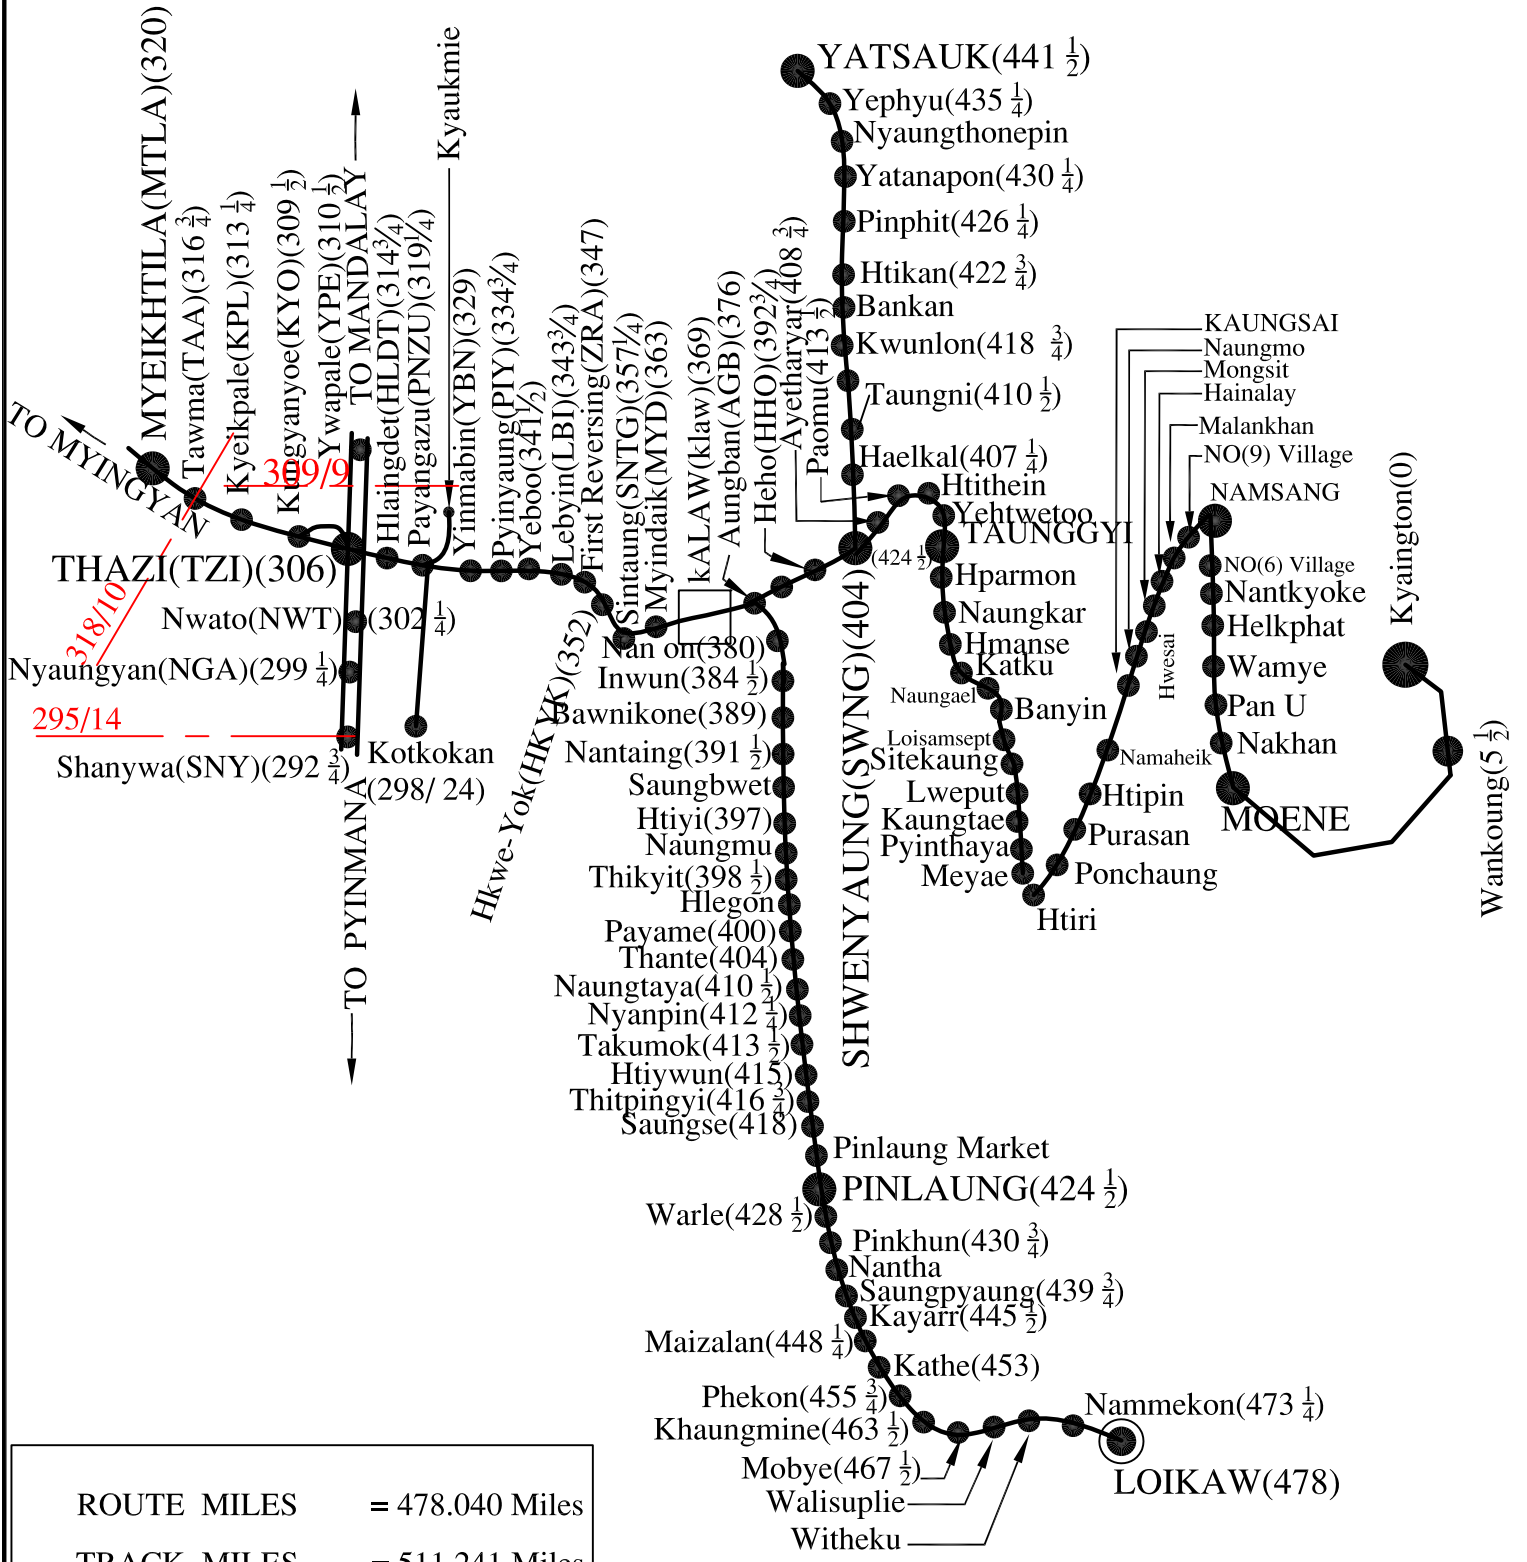 MYEIKHTILA(MTLA)(320)
Tawma(TAA)(316 3/4)
Kyeikpale(KPL)(313 1/4)
Kungyanyoe(KYO)(309 1/2)
Ywapale(YPE)(310 1/2)
TO MANDALAY
Hlaingdet(HLDT)(314 3/4)
Payangazu(PNZU)(319 1/4)
Kyaukmie
Yinmabin(YBN)(329)
Pyinyaung(PIY)(334 3/4)
Yeboo(341 1/2)
Lebyin(LBI)(343 3/4)
First Reversing(ZRA)(347)
Sintaung(SNTG)(357 1/4)
Myindaik(MYD)(363)
kALAW(klaw)(369)
Aungban(AGB)(376)
Heho(HHO)(392 3/4)
Ayetharyar(408 3/4)
Paomu(413 1/2)
TO MYINGYAN
309/9
THAZI(TZI)(306)
318/10
Nwato(NWT)(302 1/4)
Nyaungyan(NGA)(299 1/4)
295/14
Shanywa(SNY)(292 3/4)
Kotkokan
(298/ 24)
TO PYINMANA
Hkwe-Yok(HKYK)(352)
YATSAUK(441 1/2)
Yephyu(435 1/4)
Nyaungthonepin
Yatanapon(430 1/4)
Pinphit(426 1/4)
Htikan(422 3/4)
Bankan
Kwunlon(418 3/4)
Taungni(410 1/2)
Haelkal(407 1/4)
SHWENYAUNG(SWNG)(404)
Htithein
Yehtwetoo
TAUNGGYI
(424 1/2)
Hparmon
Naungkar
Hmanse
Katku
Naungael
Banyin
Loisamsept
Sitekaung
Lweput
Kaungtae
Pyinthaya
Meyae
Htiri
Ponchaung
Purasan
Htipin
Namaheik
Hwesai
KAUNGSAI
Naungmo
Mongsit
Hainalay
Malankhan
NO(9) Village
NAMSANG
NO(6) Village
Nantkyoke
Helkphat
Wamye
Pan U
Nakhan
MOENE
Kyaington(0)
Wankoung(5 1/2)
Nan on(380)
Inwun(384 1/2)
Bawnikone(389)
Nantaing(391 1/2)
Saungbwet
Htiyi(397)
Naungmu
Thikyit(398 1/2)
Hlegon
Payame(400)
Thante(404)
Naungtaya(410 1/2)
Nyanpin(412 1/4)
Takumok(413 1/2)
Htiywun(415)
Thitpingyi(416 3/4)
Saungse(418)
Pinlaung Market
PINLAUNG(424 1/2)
Warle(428 1/2)
Pinkhun(430 3/4)
Nantha
Saungpyaung(439 3/4)
Kayarr(445 1/2)
Maizalan(448 1/4)
Kathe(453)
Phekon(455 3/4)
Khaungmine(463 1/2)
Mobye(467 1/2)
Walisuplie
Witheku
Nammekon(473 1/4)
LOIKAW(478)
ROUTE MILES = 478.040 Miles
TRACK MILES = 511.241 Miles